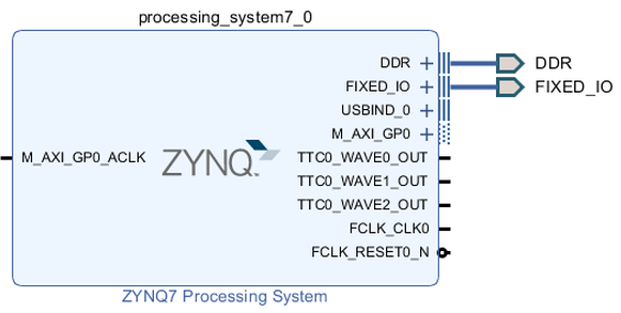 processing_system7_0
DDR
DDR
FIXED_IO
FIXED_IO
USBIND_0
M_AXI_GP0
M_AXI_GP0_ACLK
ZYNQ
TTC0_WAVE0_OUT
TTC0_WAVE1_OUT
TTC0_WAVE2_OUT
FCLK_CLK0
FCLK_RESET0_N
ZYNQ7 Processing System